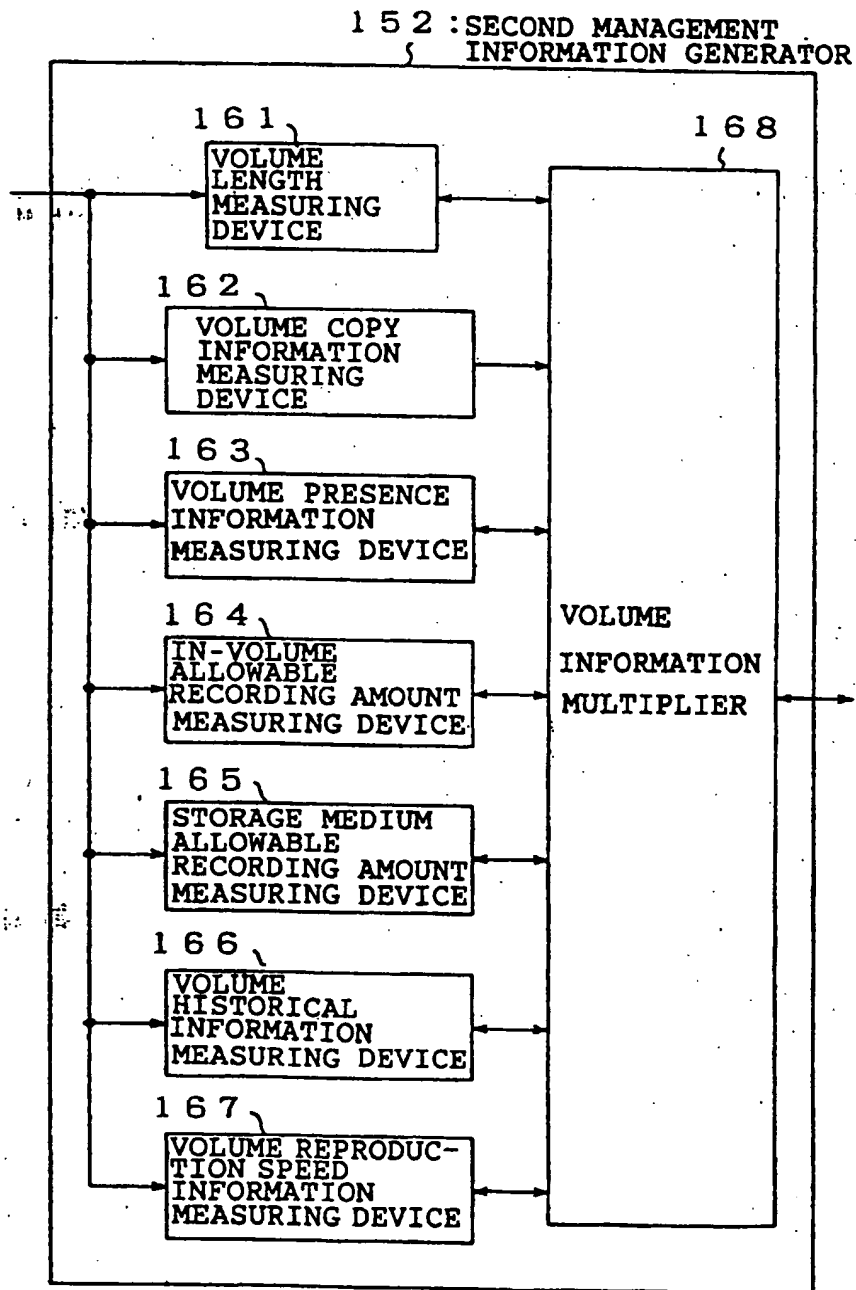 152:SECOND MANAGEMENT
INFORMATION GENERATOR
161
VOLUME
LENGTH
MEASURING
DEVICE
168
162
VOLUME COPY
INFORMATION
MEASURING
DEVICE
163
VOLUME PRESENCE
INFORMATION
MEASURING DEVICE
164
IN-VOLUME
ALLOWABLE
RECORDING AMOUNT
MEASURING DEVICE
VOLUME
INFORMATION
MULTIPLIER
165
STORAGE MEDIUM
ALLOWABLE
RECORDING AMOUNT
MEASURING DEVICE
166
VOLUME
HISTORICAL
INFORMATION
MEASURING DEVICE
167
VOLUME REPRODUC-
TION SPEED
INFORMATION
MEASURING DEVICE